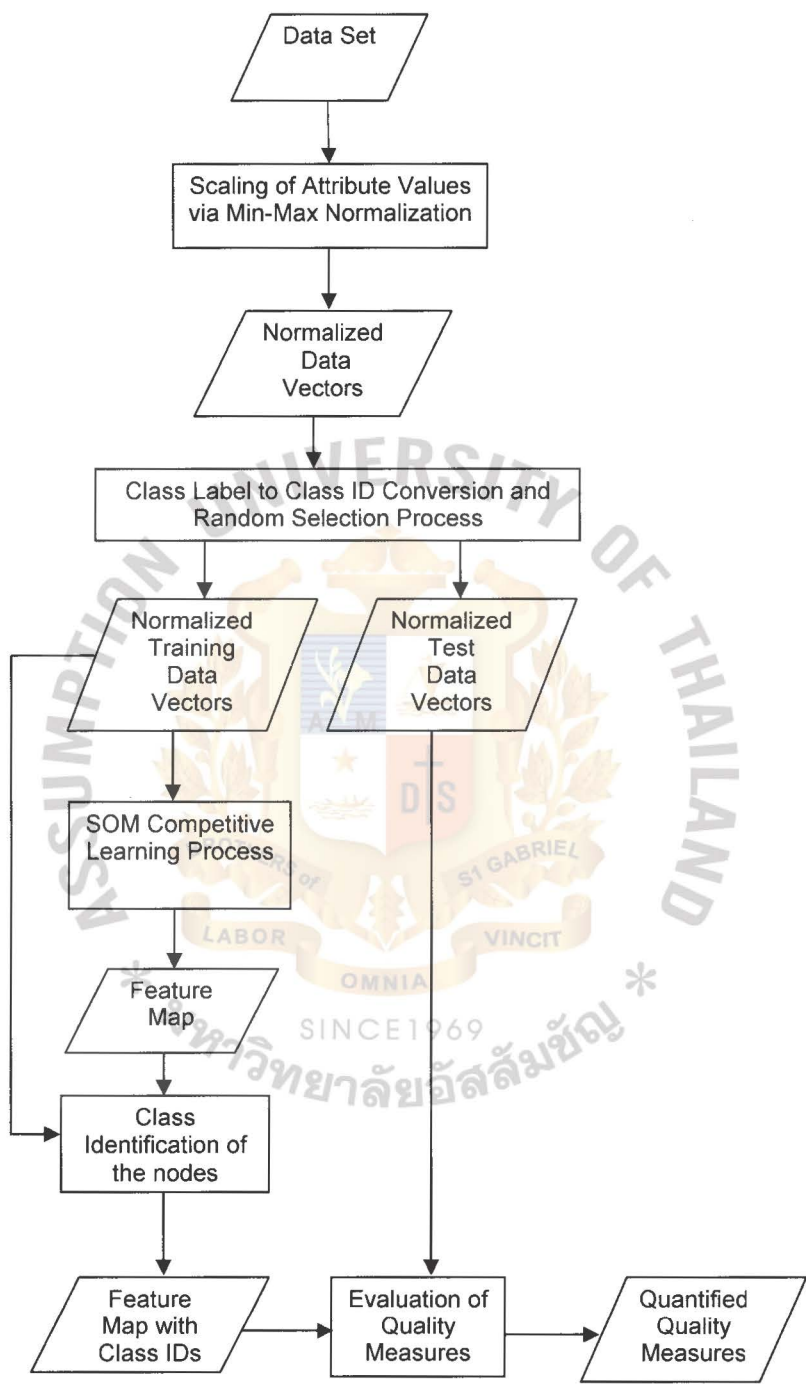 Data Set
Scaling of Attribute Values
via Min-Max Normalization
Normalized
Data
Vectors
Class Label to Class ID Conversion and
Random Selection Process
Normalized
Training
Data
Vectors
Normalized
Test
Data
Vectors
SOM Competitive
Learning Process
Feature
Map
Class
Identification of
the nodes
Feature
Map with
Class IDs
Evaluation of
Quality
Measures
Quantified
Quality
Measures
ASSUMPTION UNIVERSITY OF THAILAND
A M
D S
BROTHERS of
S1 GABRIEL
LABOR
OMNIA
VINCIT
SINCE1969
* มหาวิทยาลัยอัสสัมชัญ *